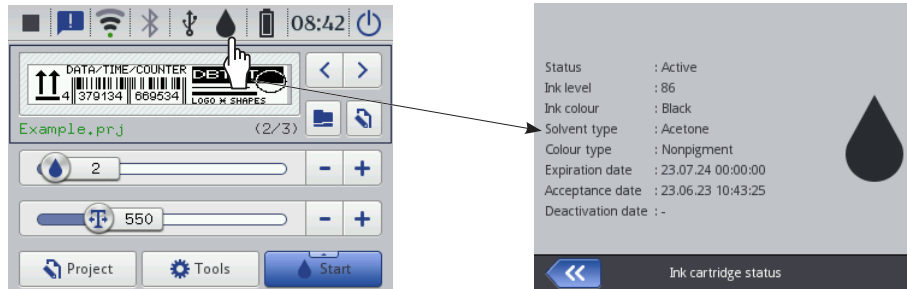 08:42
DATA/TIME/COUNTER
4 379134 669534
LOGO
SHAPES
Example.prj (2/3)
2
- +
550
- +
Project Tools Start
Status : Active
Ink level : 86
Ink colour : Black
Solvent type : Acetone
Colour type : Nonpigment
Expiration date : 23.07.24 00:00:00
Acceptance date : 23.06.23 10:43:25
Deactivation date : -
Ink cartridge status